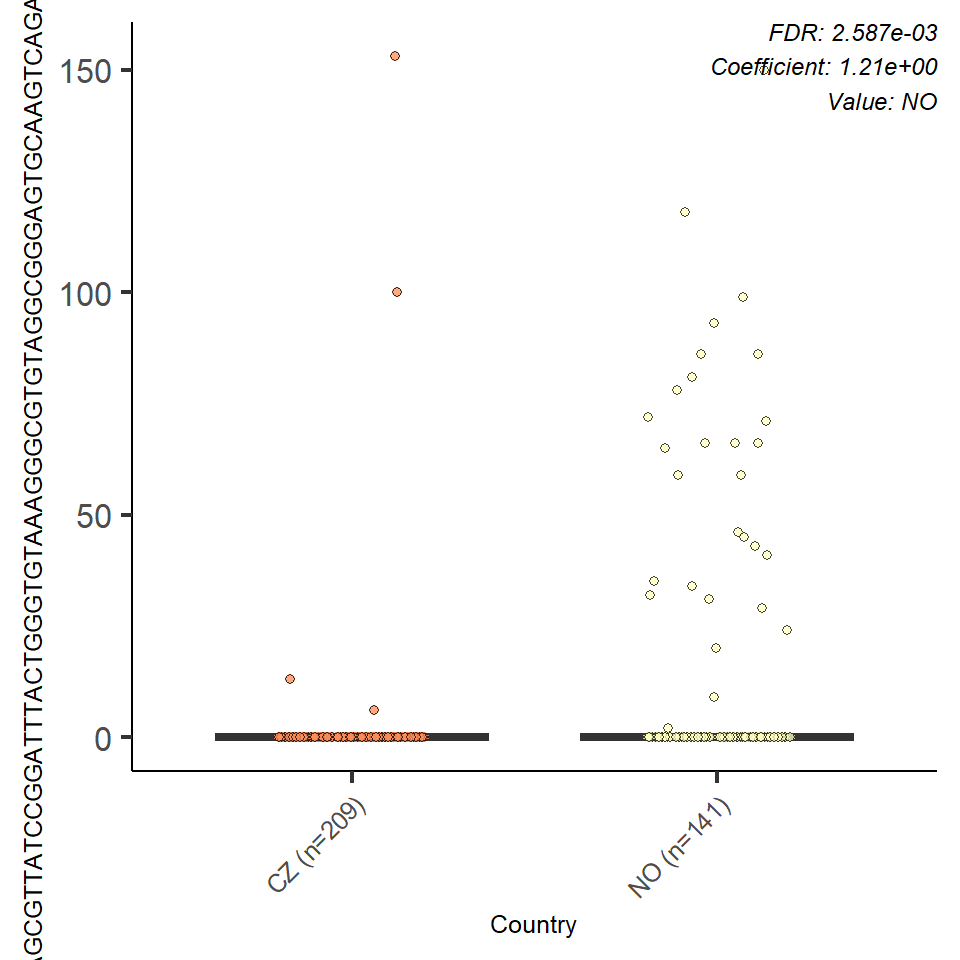 FDR: 2.587e-03
Coefficient: 1.21e+00
Value: NO
150
100
50
0
AGCGTTATCCGGATTTACTGGGTGTAAAGGGCGTGTAGGCGGGAGTGCAAGTCAGA
CZ (n=209)
NO (n=141)
Country